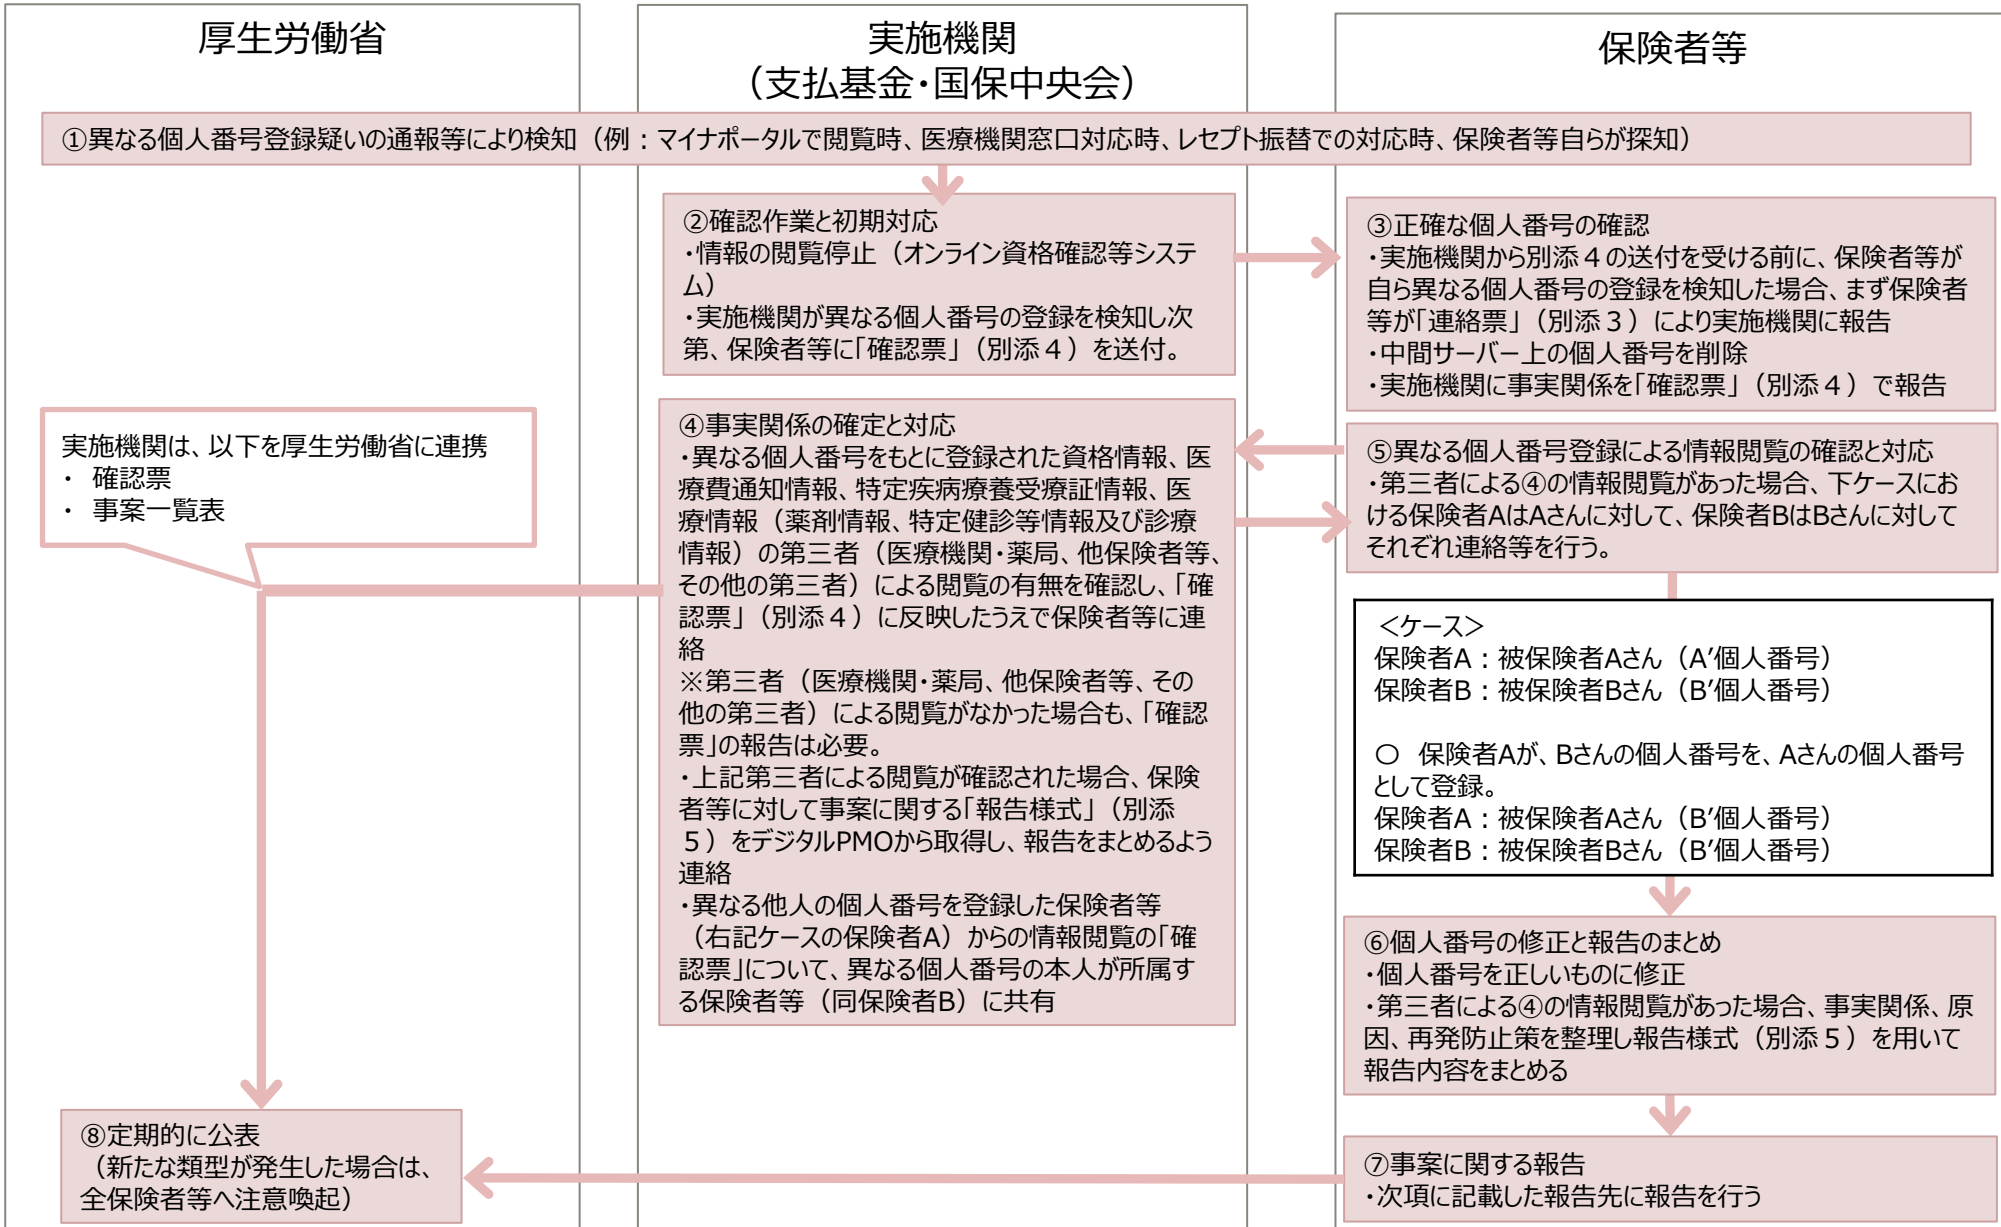 厚生労働省
実施機関
（支払基金・国保中央会）
保険者等
①異なる個人番号登録疑いの通報等により検知（例：マイナポータルで閲覧時、医療機関窓口対応時、レセプト振替での対応時、保険者等自らが探知）
②確認作業と初期対応
・情報の閲覧停止（オンライン資格確認等システ
ム）
・実施機関が異なる個人番号の登録を検知し次
第、保険者等に「確認票」（別添４）を送付。
③正確な個人番号の確認
・実施機関から別添４の送付を受ける前に、保険者等が
自ら異なる個人番号の登録を検知した場合、まず保険者
等が「連絡票」（別添３）により実施機関に報告
・中間サーバー上の個人番号を削除
・実施機関に事実関係を「確認票」（別添４）で報告
実施機関は、以下を厚生労働省に連携
・ 確認票
・ 事案一覧表
④事実関係の確定と対応
・異なる個人番号をもとに登録された資格情報、医
療費通知情報、特定疾病療養受療証情報、医
療情報（薬剤情報、特定健診等情報及び診療
情報）の第三者（医療機関・薬局、他保険者等、
その他の第三者）による閲覧の有無を確認し、「確
認票」（別添４）に反映したうえで保険者等に連
絡
※第三者（医療機関・薬局、他保険者等、その
他の第三者）による閲覧がなかった場合も、「確認
票」の報告は必要。
・上記第三者による閲覧が確認された場合、保険
者等に対して事案に関する「報告様式」（別添
５）をデジタルPMOから取得し、報告をまとめるよう
連絡
・異なる他人の個人番号を登録した保険者等
（右記ケースの保険者A）からの情報閲覧の「確
認票」について、異なる個人番号の本人が所属す
る保険者等（同保険者B）に共有
⑤異なる個人番号登録による情報閲覧の確認と対応
・第三者による④の情報閲覧があった場合、下ケースにお
ける保険者AはAさんに対して、保険者BはBさんに対して
それぞれ連絡等を行う。
＜ケース＞
保険者A：被保険者Aさん（A’個人番号）
保険者B：被保険者Bさん（B’個人番号）
〇　保険者Aが、Bさんの個人番号を、Aさんの個人番号
として登録。
保険者A：被保険者Aさん（B’個人番号）
保険者B：被保険者Bさん（B’個人番号）
⑥個人番号の修正と報告のまとめ
・個人番号を正しいものに修正
・第三者による④の情報閲覧があった場合、事実関係、原
因、再発防止策を整理し報告様式（別添５）を用いて
報告内容をまとめる
⑦事案に関する報告
・次項に記載した報告先に報告を行う
⑧定期的に公表
（新たな類型が発生した場合は、
全保険者等へ注意喚起）